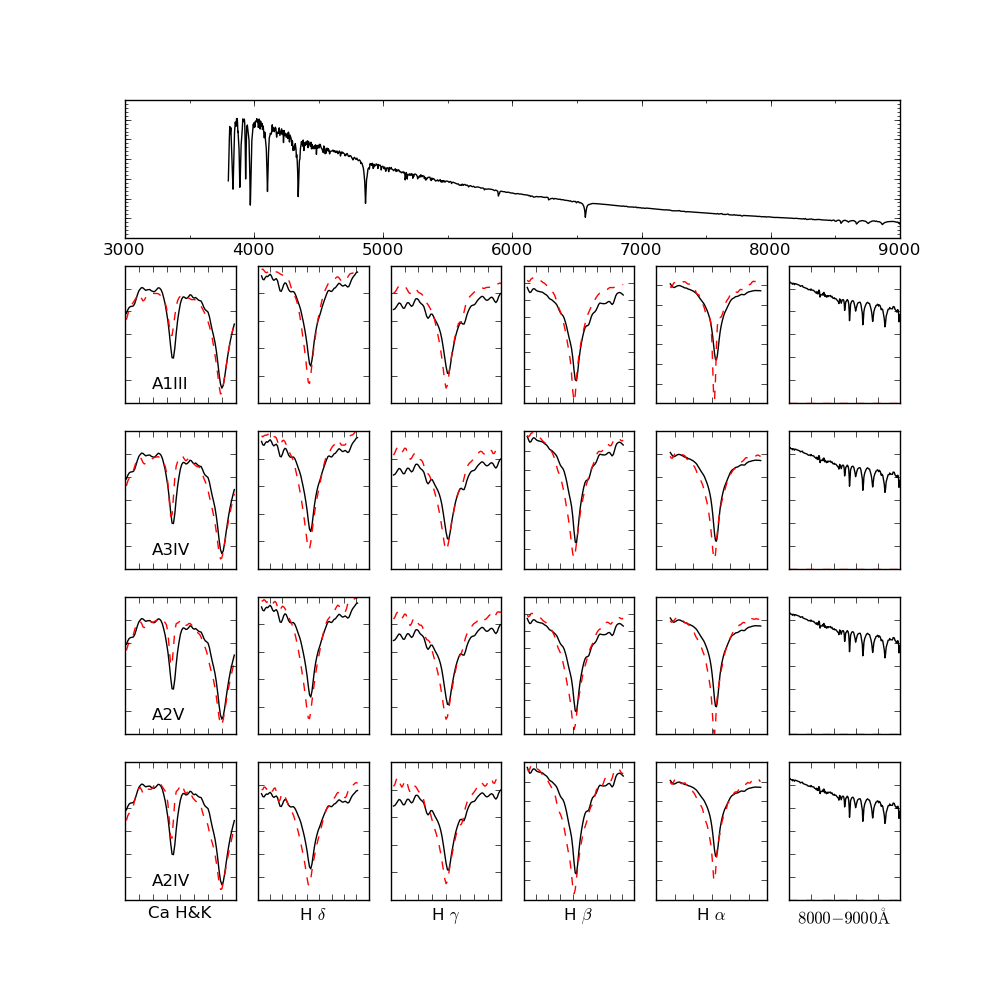 3000 4000 5000 6000 7000 8000 9000
A1III
A3IV
A2V
A2IV
Ca H&K H δ H γ H β H α 8000−9000Å